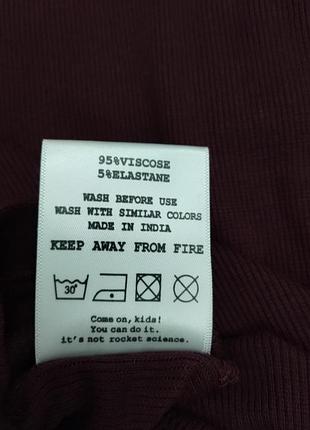 95%VISCOSE
5%ELASTANE
WASH BEFORE USE
WASH WITH SIMILAR COLORS
MADE IN INDIA
KEEP AWAY FROM FIRE
30°
Come on, kids!
You can do it.
it's not rocket science.